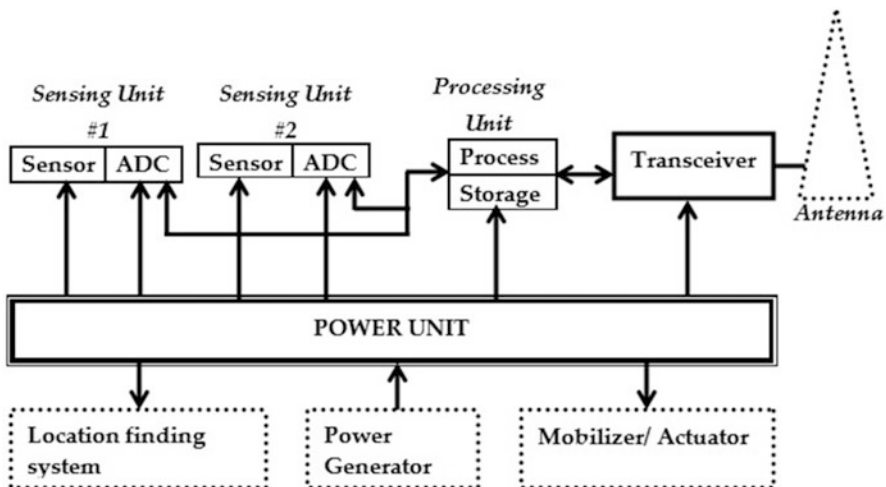 Sensing Unit
#1
Sensing Unit
#2
Processing
Unit
Sensor ADC
Sensor ADC
Process
Storage
Transceiver
Antenna
POWER UNIT
Location finding
system
Power
Generator
Mobilizer/ Actuator